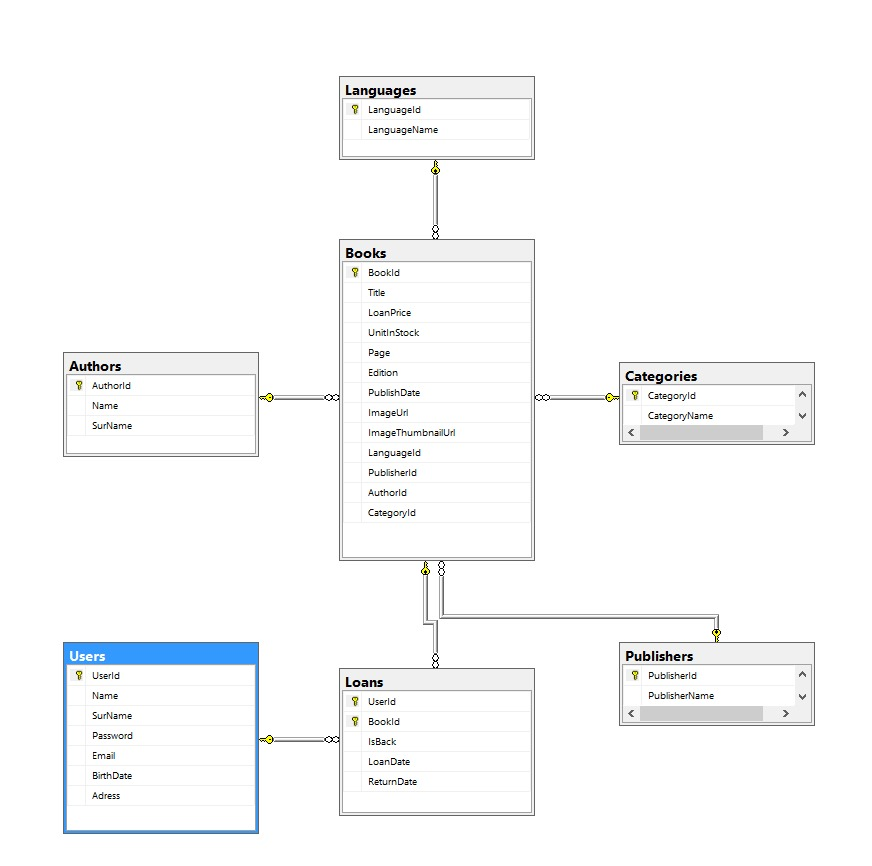 Languages
LanguageId
LanguageName
Books
BookId
Title
LoanPrice
UnitInStock
Page
Edition
PublishDate
ImageUrl
ImageThumbnailUrl
LanguageId
PublisherId
AuthorId
CategoryId
Authors
AuthorId
Name
SurName
Categories
CategoryId
CategoryName
Users
UserId
Name
SurName
Password
Email
BirthDate
Adress
Loans
UserId
BookId
IsBack
LoanDate
ReturnDate
Publishers
PublisherId
PublisherName